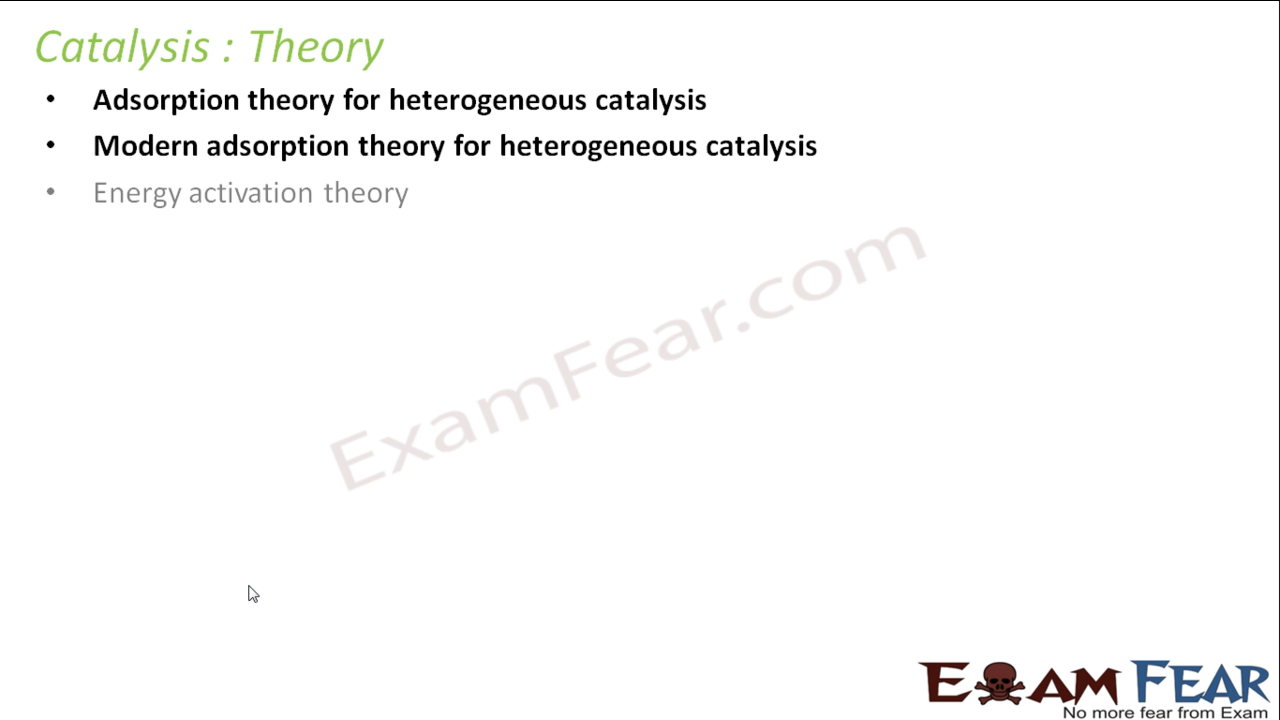 Catalysis : Theory
• Adsorption theory for heterogeneous catalysis
• Modern adsorption theory for heterogeneous catalysis
• Energy activation theory
ExamFear.com
EXAM FEAR
No more fear from Exam